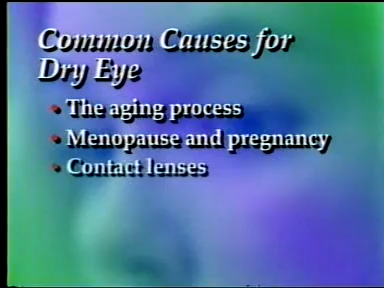 Common Causes for
Dry Eye
• The aging process
• Menopause and pregnancy
• Contact lenses